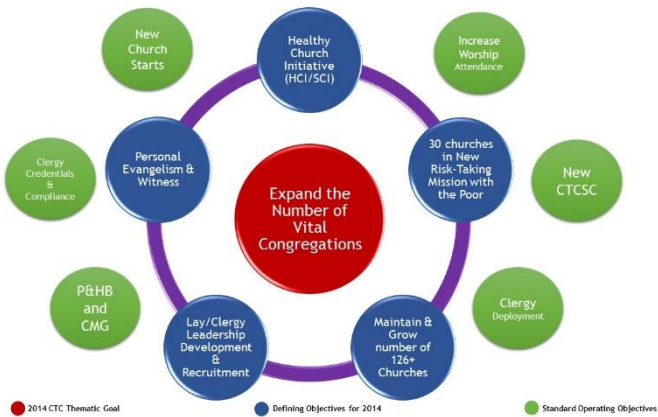 New
Church
Starts
Healthy
Church
Initiative
(HCI/SCI)
Increase
Worship
Attendance
Clergy
Credentials
&
Compliance
Personal
Evangelism &
Witness
30 churches
in New
Risk-Taking
Mission with
the Poor
New
CTCSC
Expand the
Number of
Vital
Congregations
P&HB
and
CMG
Lay/Clergy
Leadership
Development
&
Recruitment
Maintain &
Grow
number of
126+
Churches
Clergy
Deployment
2014 CTC Thematic Goal
Defining Objectives for 2014
Standard Operating Objectives